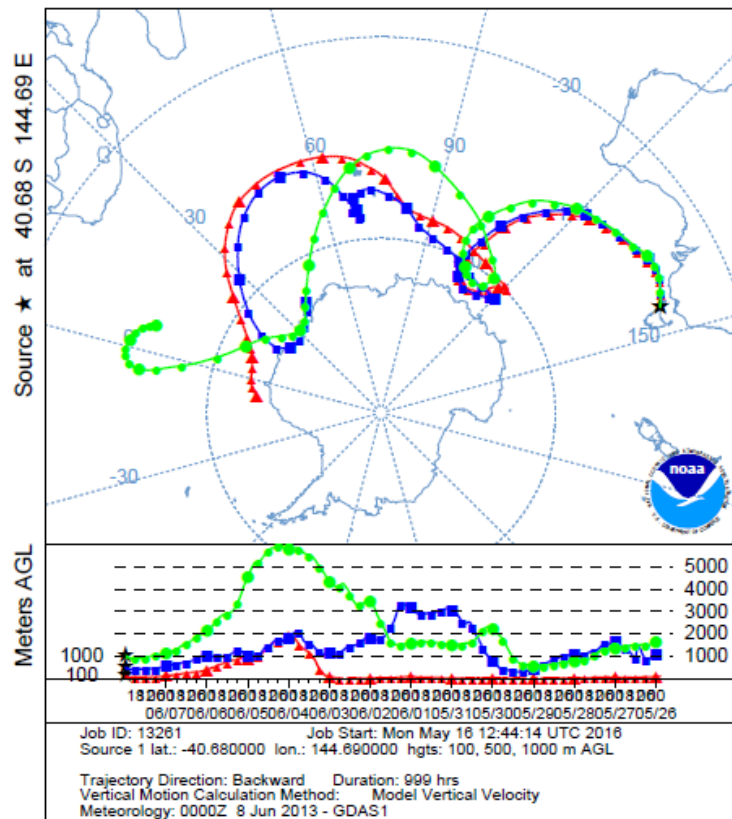 Source ★ at 40.68 S 144.69 E
-30
60
90
0
30
0
150
0
-30
noaa
Meters AGL
5000
4000
3000
2000
1000
1000
100
06/07 06/06 06/05 06/04 06/03 06/02 06/01 05/31 05/30 05/29 05/28 05/27 05/26
Job ID: 13261 Job Start: Mon May 16 12:44:14 UTC 2016
Source 1 lat.: -40.680000 lon.: 144.690000 hgts: 100, 500, 1000 m AGL
Trajectory Direction: Backward Duration: 999 hrs
Vertical Motion Calculation Method: Model Vertical Velocity
Meteorology: 0000Z 8 Jun 2013 - GDAS1